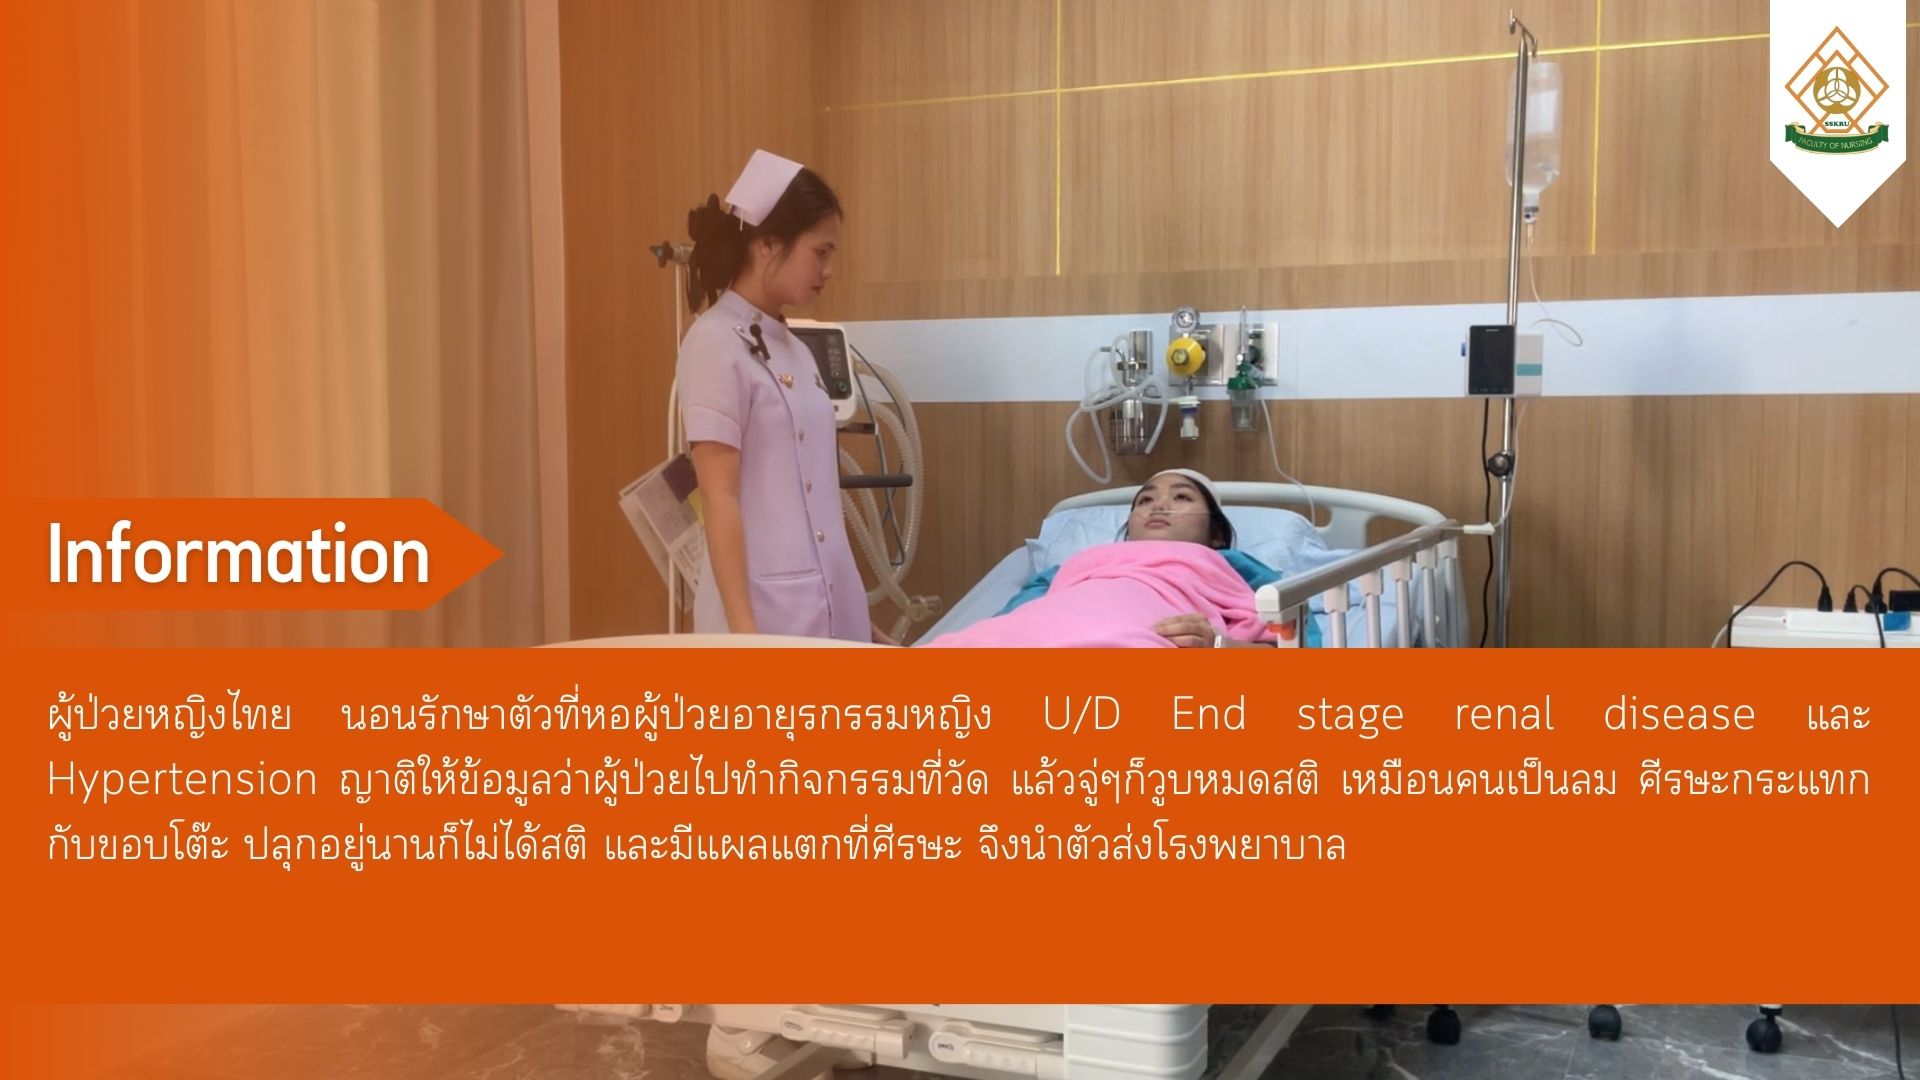 SSKRU
FACULTY OF NURSING
Information
ผู้ป่วยหญิงไทย นอนรักษาตัวที่หอผู้ป่วยอายุรกรรมหญิง U/D End stage renal disease และ
Hypertension ญาติให้ข้อมูลว่าผู้ป่วยไปทำกิจกรรมที่วัด แล้วจู่ๆก็วูบหมดสติ เหมือนคนเป็นลม ศีรษะกระแทก
กับขอบโต๊ะ ปลุกอยู่นานก็ไม่ได้สติ และมีแผลแตกที่ศีรษะ จึงนำตัวส่งโรงพยาบาล